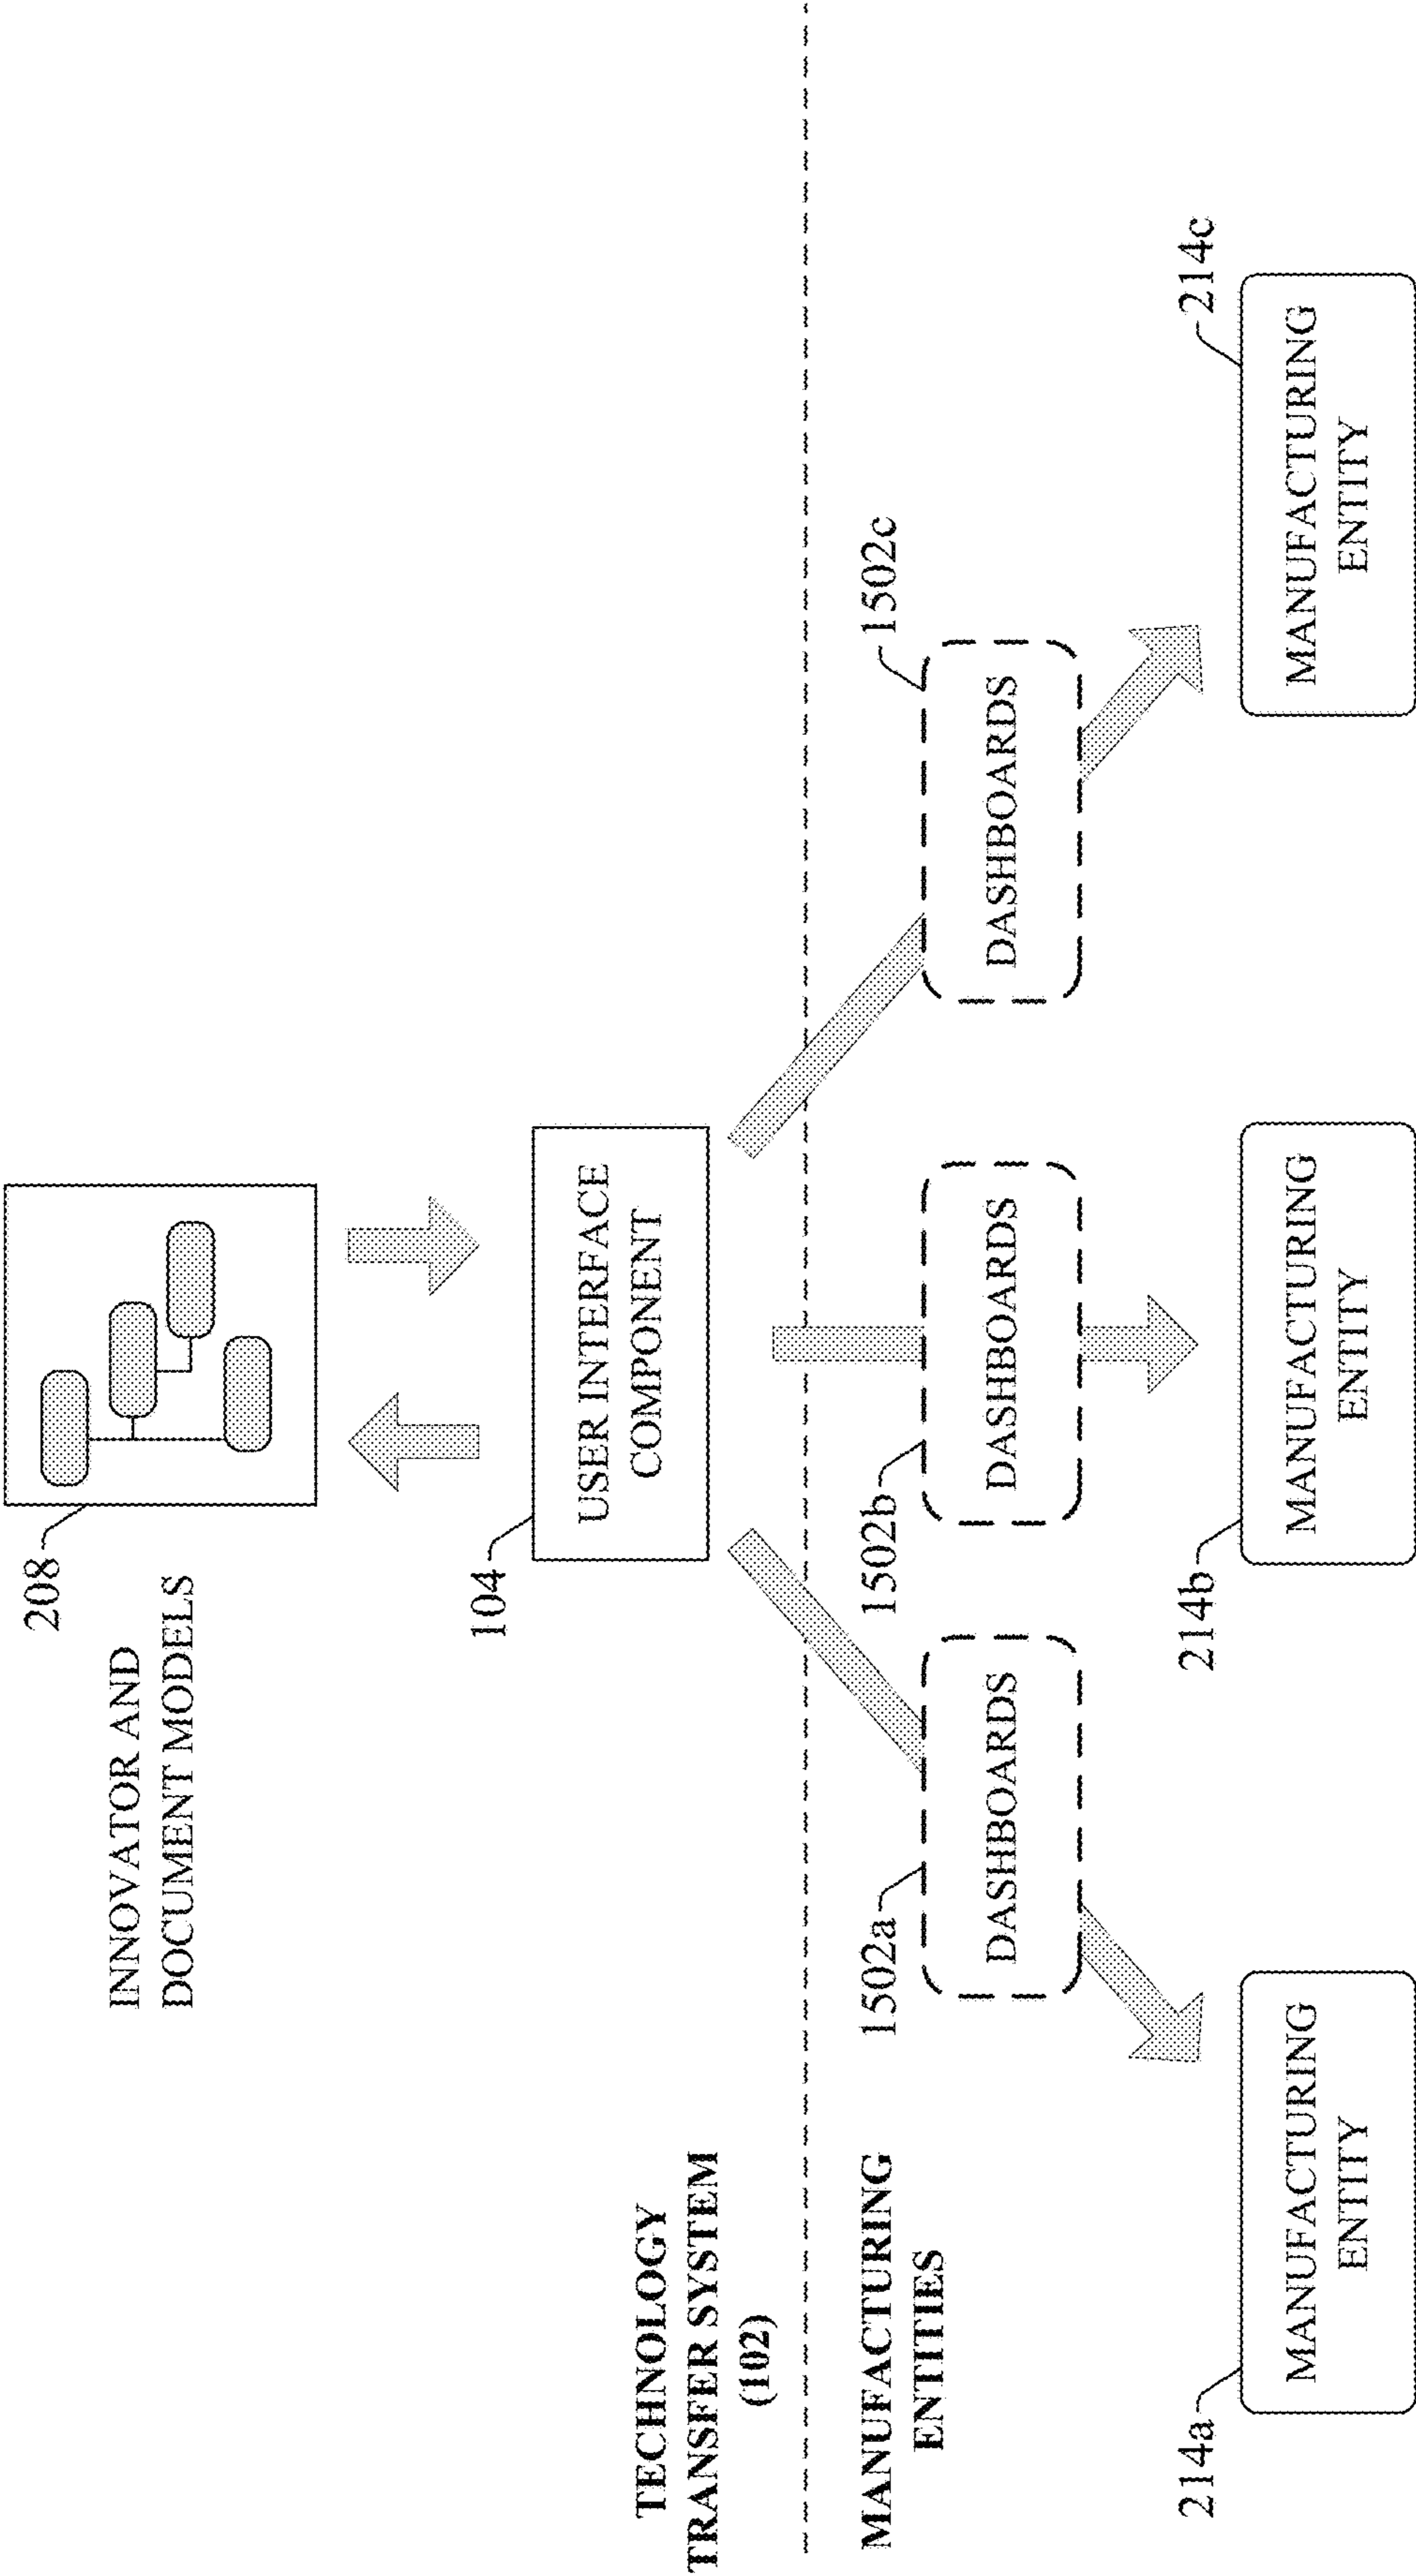 208
INNOVATOR AND
DOCUMENT MODELS
104
USER INTERFACE
COMPONENT
TECHNOLOGY
TRANSFER SYSTEM
(102)
MANUFACTURING
ENTITIES
1502a
DASHBOARDS
1502b
DASHBOARDS
1502c
DASHBOARDS
214a
MANUFACTURING
ENTITY
214b
MANUFACTURING
ENTITY
214c
MANUFACTURING
ENTITY